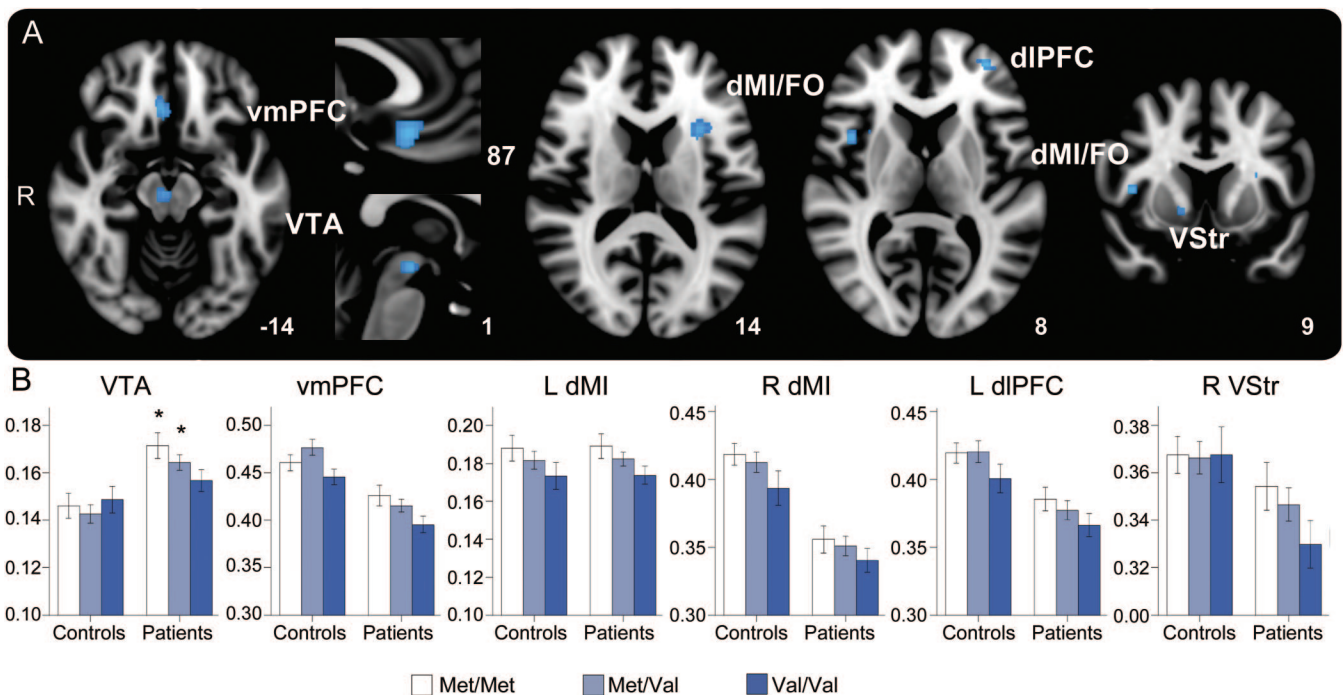 A
R
vmPFC
VTA
87
-14
1
dMI/FO
14
dlPFC
dMI/FO
8
VStr
9
B
VTA
0.18
0.16
0.14
0.12
0.10
* *
Controls Patients
vmPFC
0.50
0.45
0.40
0.35
0.30
Controls Patients
L dMI
0.20
0.18
0.16
0.14
0.12
0.10
Controls Patients
R dMI
0.45
0.40
0.35
0.30
Controls Patients
L dlPFC
0.45
0.40
0.35
0.30
Controls Patients
R VStr
0.38
0.36
0.34
0.32
0.00
Controls Patients
Met/Met Met/Val Val/Val